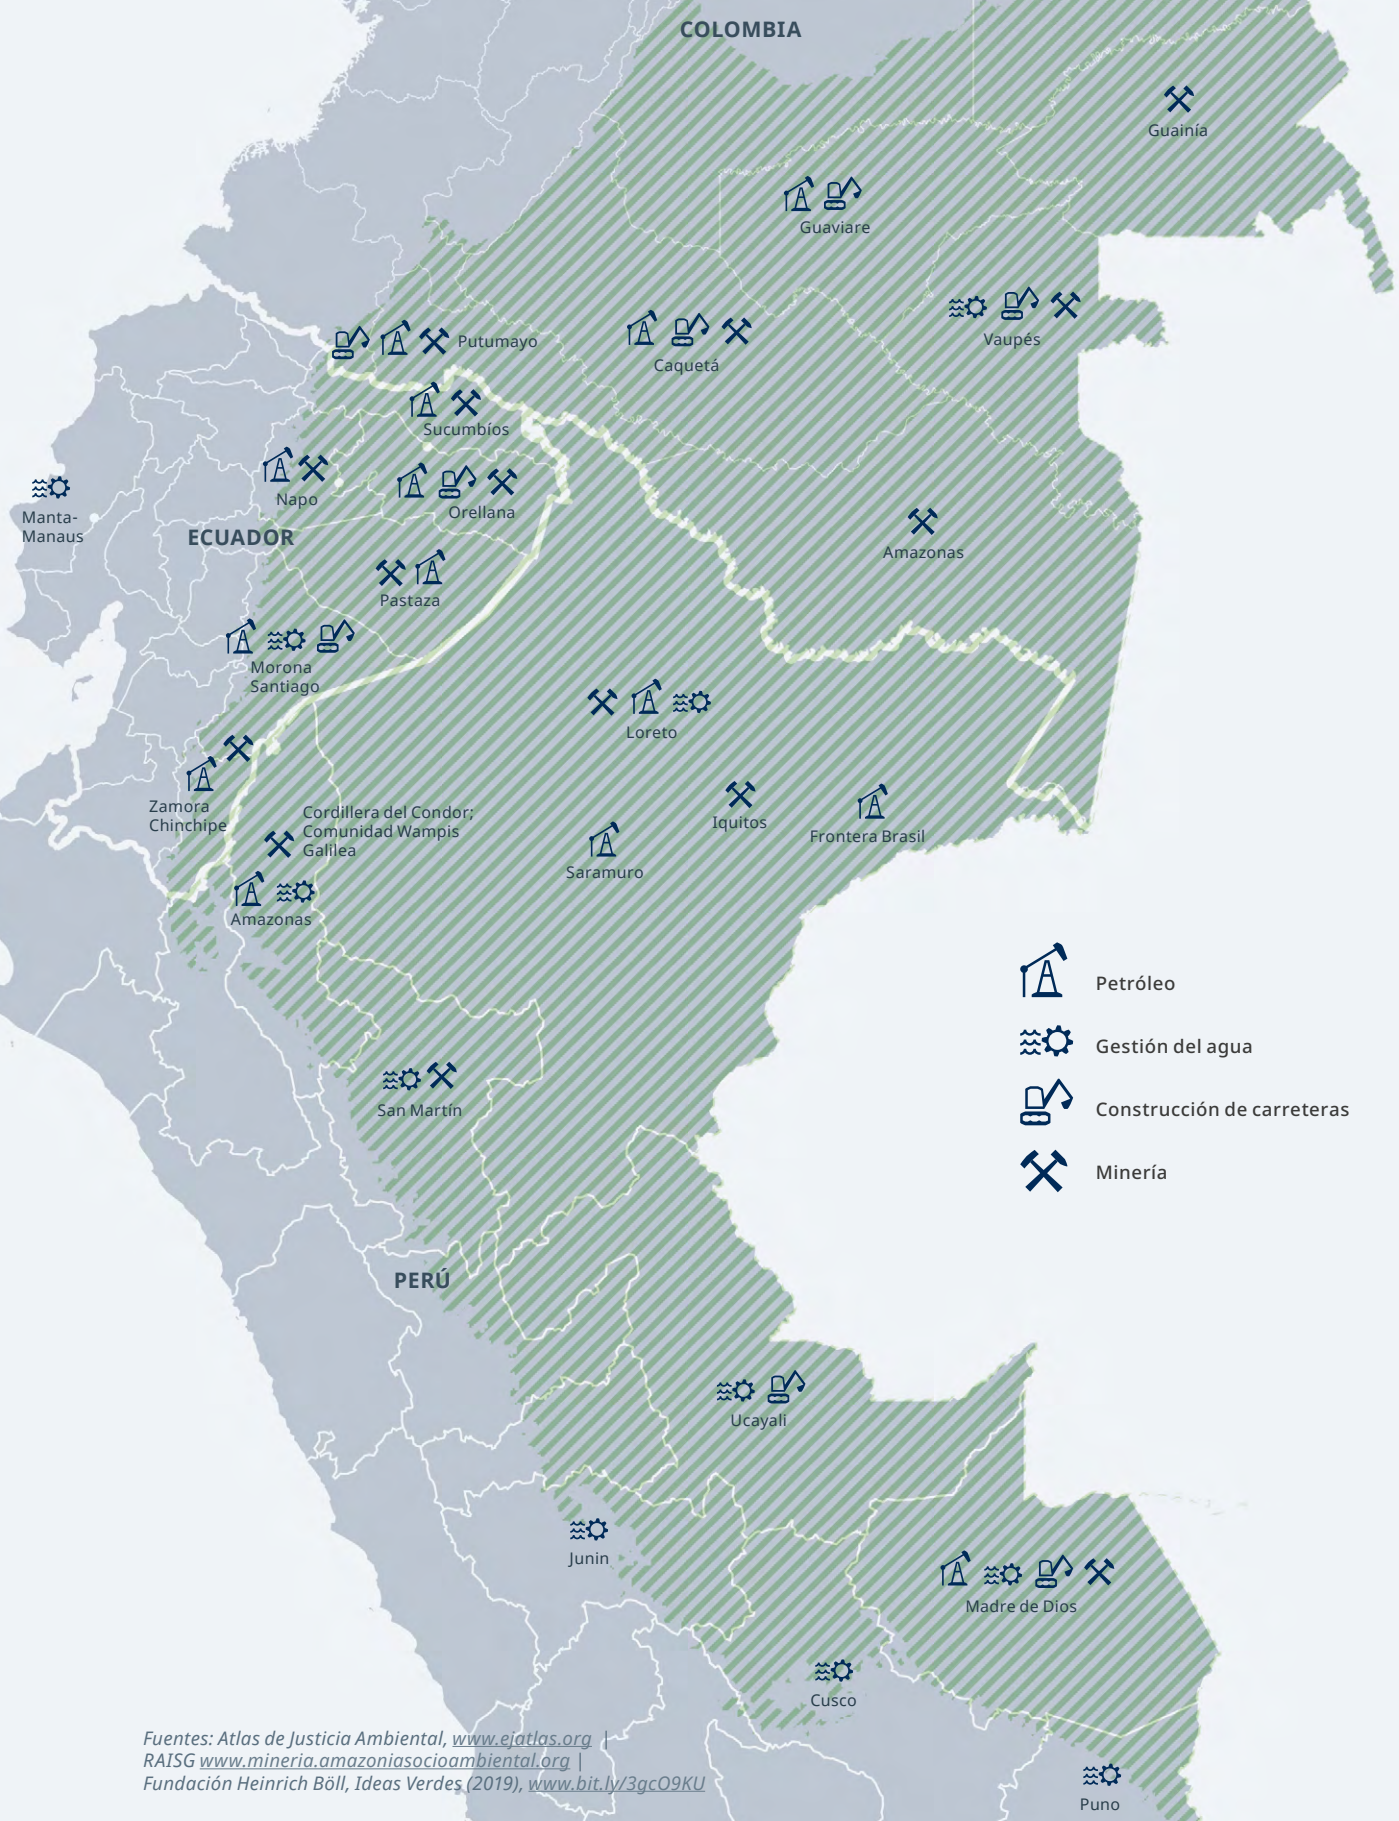 COLOMBIA
Guainía
Guaviare
Vaupés
Putumayo
Caquetá
Sucumbíos
Napo
Orellana
Manta-
Manaus
ECUADOR
Amazonas
Pastaza
Morona
Santiago
Loreto
Zamora
Chinchipe
Cordillera del Condor;
Comunidad Wampis
Galilea
Iquitos
Frontera Brasil
Saramuro
Amazonas
Petróleo
Gestión del agua
Construcción de carreteras
Minería
San Martín
PERÚ
Ucayali
Junin
Madre de Dios
Cusco
Puno
Fuentes: Atlas de Justicia Ambiental, www.ejatlas.org |
RAISG www.mineria.amazoniasocioambiental.org |
Fundación Heinrich Böll, Ideas Verdes (2019), www.bit.ly/3gcO9KU